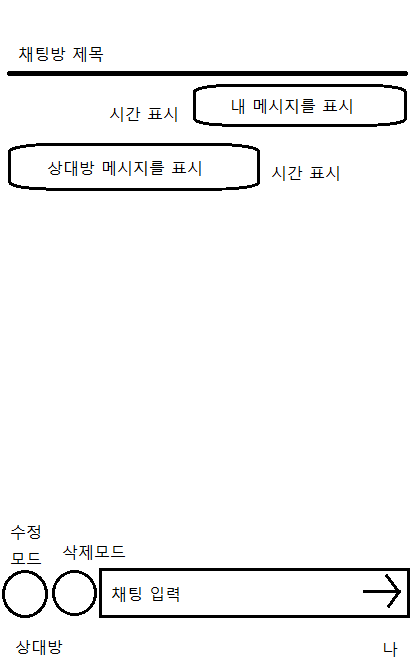 채팅방 제목
시간 표시
내 메시지를 표시
상대방 메시지를 표시
시간 표시
수정
모드
삭제모드
채팅 입력
상대방
나